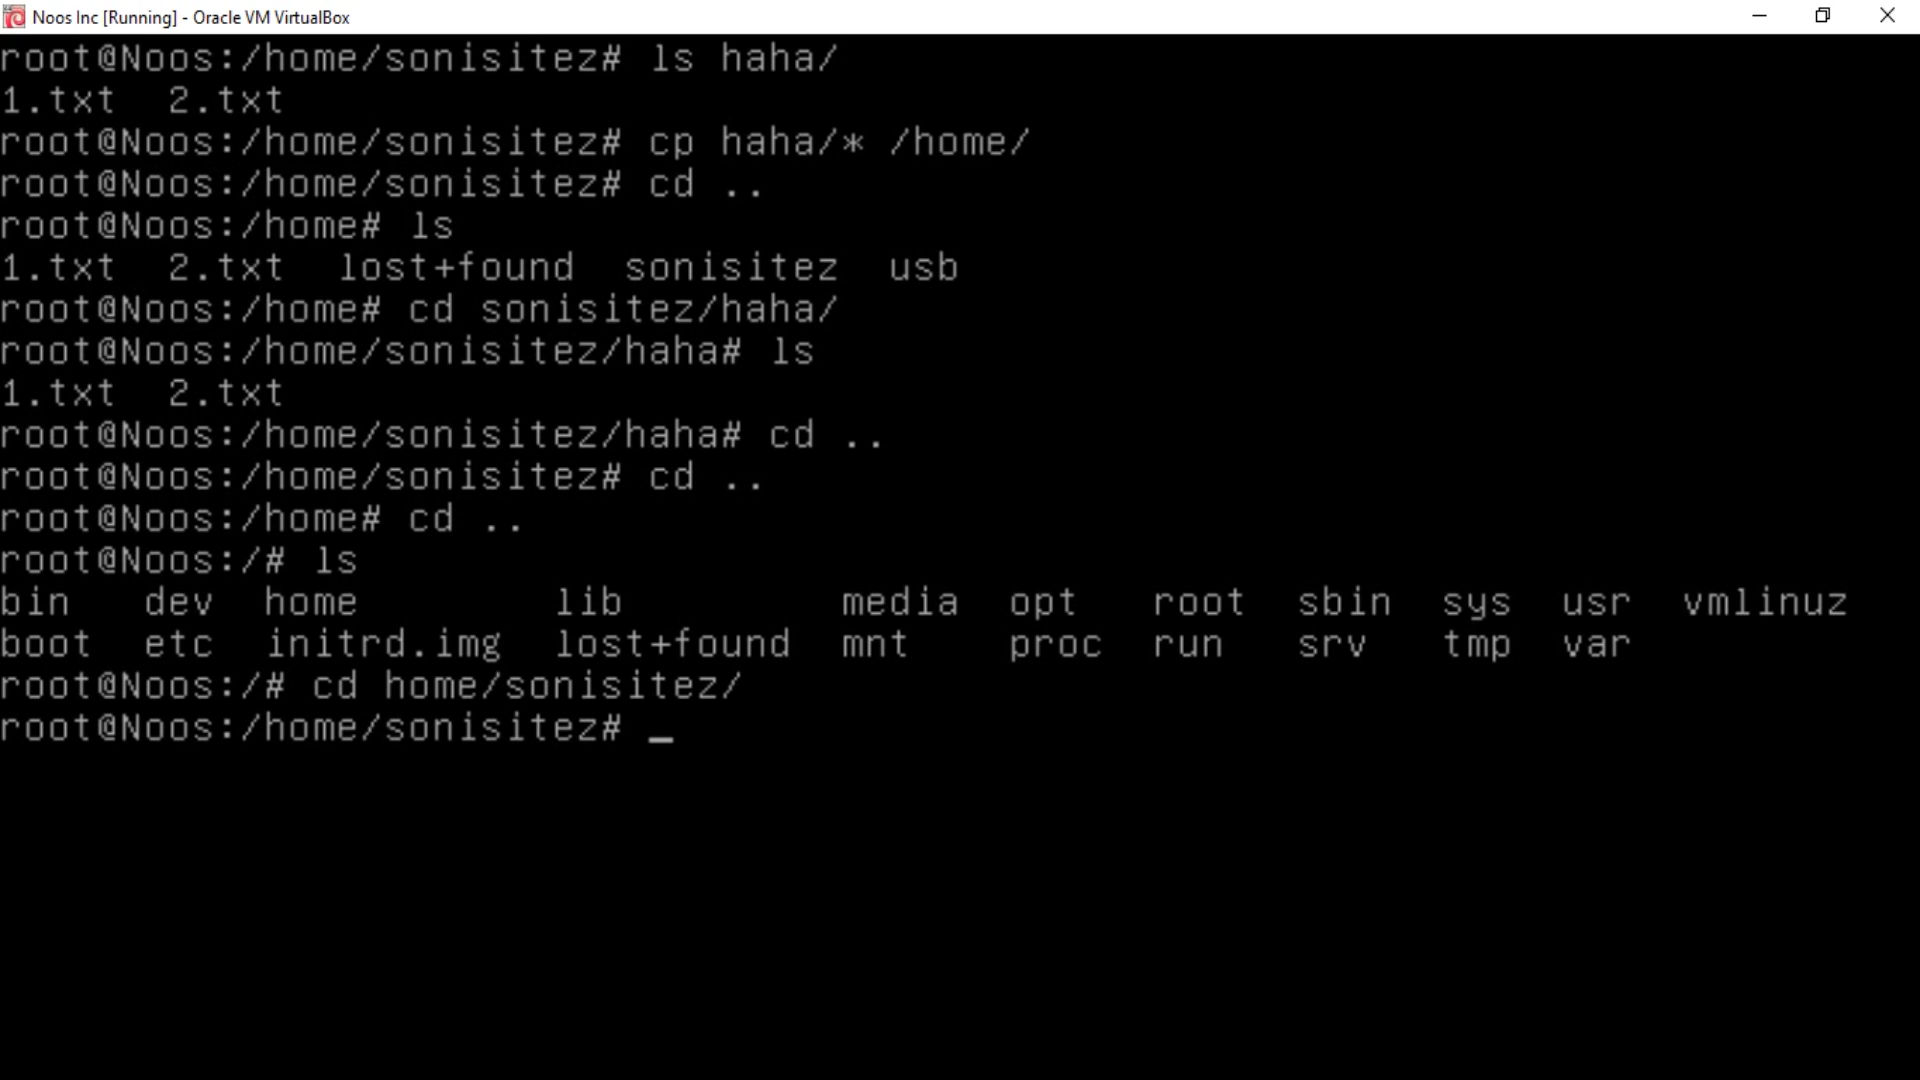 Noos Inc [Running] - Oracle VM VirtualBox
root@Noos:/home/sonisitez# ls haha/
1.txt  2.txt
root@Noos:/home/sonisitez# cp haha/* /home/
root@Noos:/home/sonisitez# cd ..
root@Noos:/home# ls
1.txt  2.txt  lost+found  sonisitez  usb
root@Noos:/home# cd sonisitez/haha/
root@Noos:/home/sonisitez/haha# ls
1.txt  2.txt
root@Noos:/home/sonisitez/haha# cd ..
root@Noos:/home/sonisitez# cd ..
root@Noos:/home# cd ..
root@Noos:/# ls
bin   dev  home        lib         media  opt   root  sbin  sys  usr  vmlinuz
boot  etc  initrd.img  lost+found  mnt    proc  run   srv   tmp  var
root@Noos:/# cd home/sonisitez/
root@Noos:/home/sonisitez# _